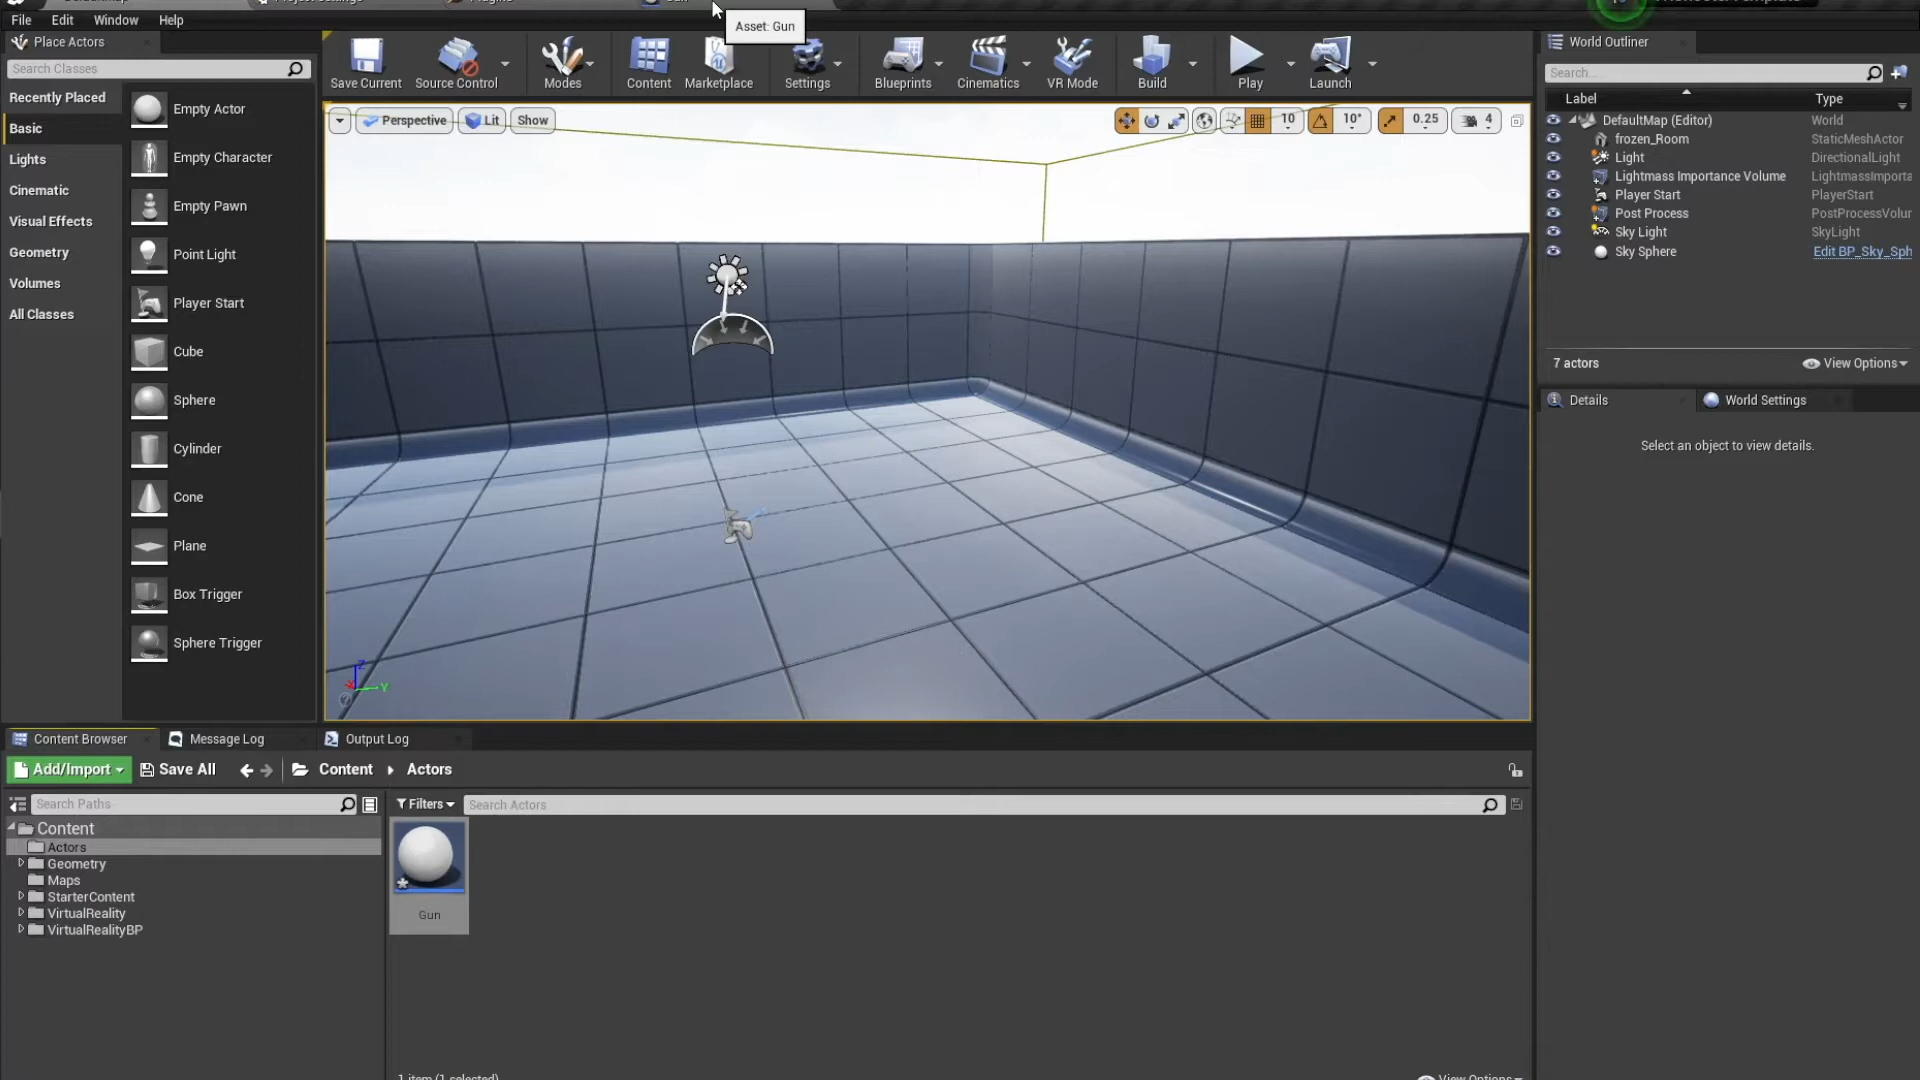 Asset: Gun
File Edit Window Help
Place Actors
Search Classes
Recently Placed
Basic
Lights
Cinematic
Visual Effects
Geometry
Volumes
All Classes
Empty Actor
Empty Character
Empty Pawn
Point Light
Player Start
Cube
Sphere
Cylinder
Cone
Plane
Box Trigger
Sphere Trigger
Save Current Source Control Modes Content Marketplace Settings Blueprints Cinematics VR Mode Build Play Launch
Perspective Lit Show 10 10° 0.25 4
Z
X Y
World Outliner
Search...
Label Type
DefaultMap (Editor) World
frozen_Room StaticMeshActor
Light DirectionalLight
Lightmass Importance Volume LightmassImporta
Player Start PlayerStart
Post Process PostProcessVolur
Sky Light SkyLight
Sky Sphere Edit BP_Sky_Sph
7 actors View Options
Details World Settings
Select an object to view details.
Content Browser Message Log Output Log
Add/Import Save All Content Actors
Search Paths Filters Search Actors
Content
Actors
Geometry
Maps
StarterContent
VirtualReality
VirtualRealityBP
Gun
1 item (1 selected) View Options